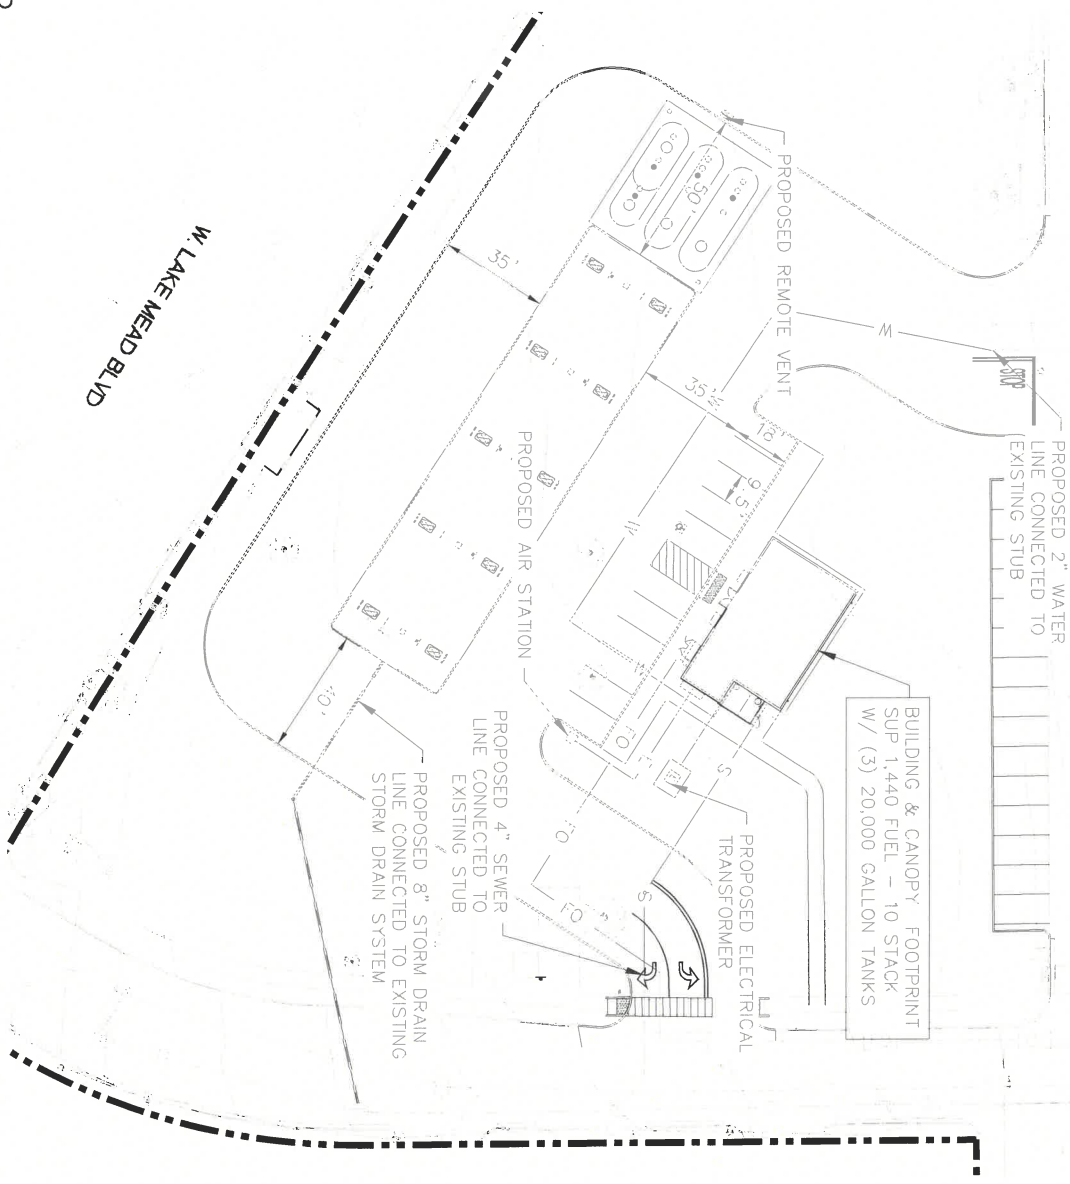 W. LAKE MEAD BLVD
PROPOSED REMOTE VENT
50'
35'
35'
18'
9.5'
W
STOP
PROPOSED 2" WATER
LINE CONNECTED TO
EXISTING STUB
PROPOSED AIR STATION
BUILDING & CANOPY FOOTPRINT
SUP 1,440 FUEL - 10 STACK
W/ (3) 20,000 GALLON TANKS
PROPOSED ELECTRICAL
TRANSFORMER
PROPOSED 4" SEWER
LINE CONNECTED TO
EXISTING STUB
PROPOSED 8" STORM DRAIN
LINE CONNECTED TO EXISTING
STORM DRAIN SYSTEM
S
S
FO